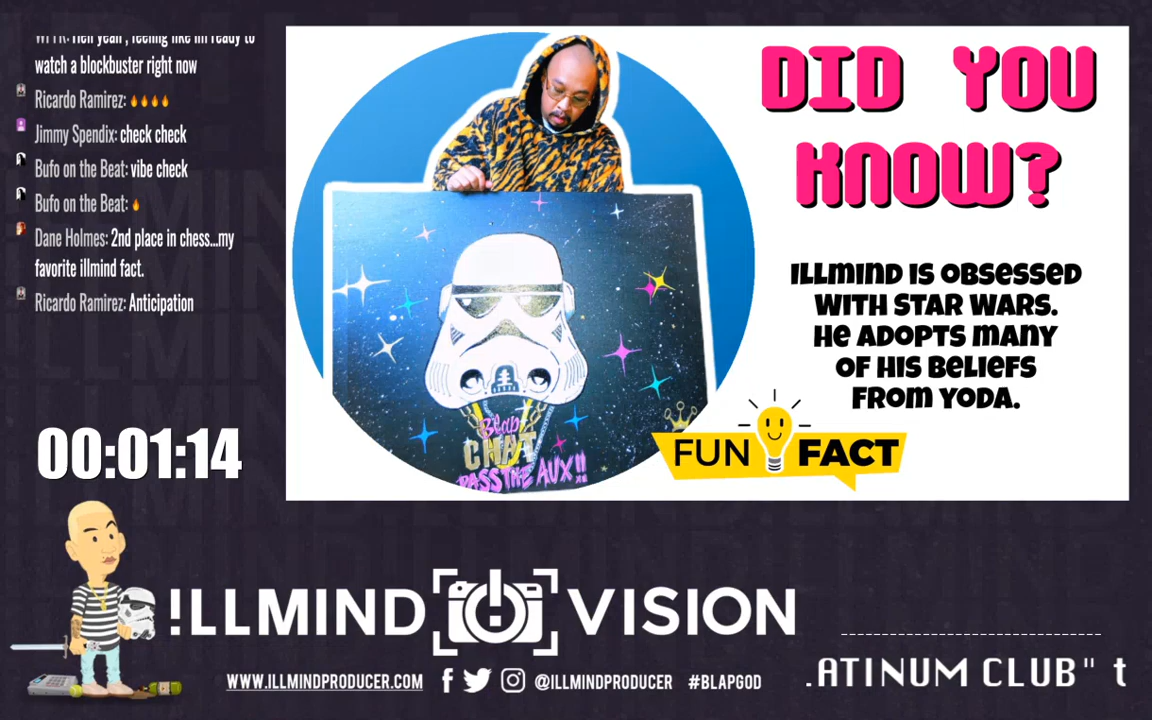 watch a blockbuster right now
Ricardo Ramirez: 🔥🔥🔥🔥
Jimmy Spendix: check check
Bufo on the Beat: vibe check
Bufo on the Beat: 🔥
Dane Holmes: 2nd place in chess...my
favorite illmind fact.
Ricardo Ramirez: Anticipation
00:01:14
DID YOU
KNOW?
ILLMIND IS OBSESSED
WITH STAR WARS.
HE ADOPTS MANY
OF HIS BELIEFS
FROM YODA.
Blap
CHAT
PASS THE AUX!!
FUN FACT
!LLMIND VISION
WWW.ILLMINDPRODUCER.COM @ILLMINDPRODUCER #BLAPGOD
.ATINUM CLUB" t